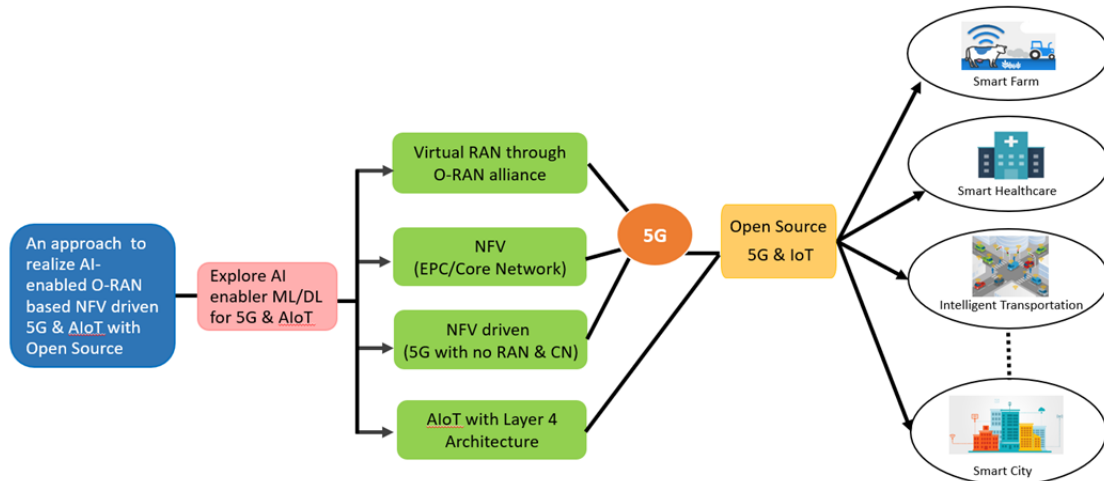 An approach to
realize AI-
enabled O-RAN
based NFV driven
5G & AIoT with
Open Source
Explore AI
enabler ML/DL
for 5G & AIoT
Virtual RAN through
O-RAN alliance
NFV
(EPC/Core Network)
NFV driven
(5G with no RAN & CN)
AIoT with Layer 4
Architecture
5G
Open Source
5G & IoT
Smart Farm
Smart Healthcare
Intelligent Transportation
Smart City